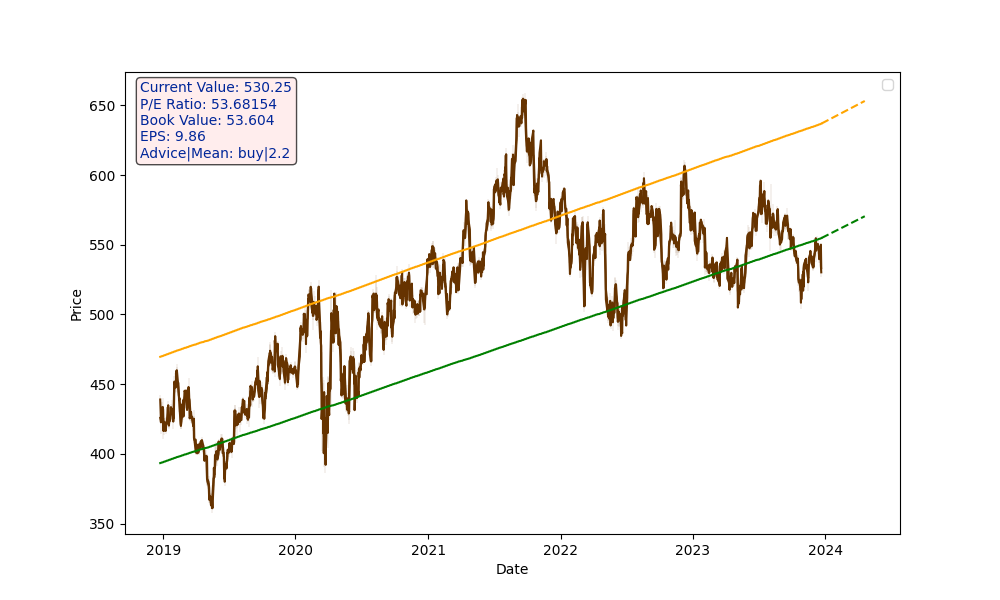 Current Value: 530.25
P/E Ratio: 53.68154
Book Value: 53.604
EPS: 9.86
Advice|Mean: buy|2.2
650
600
550
500
450
400
350
Price
2019 2020 2021 2022 2023 2024
Date